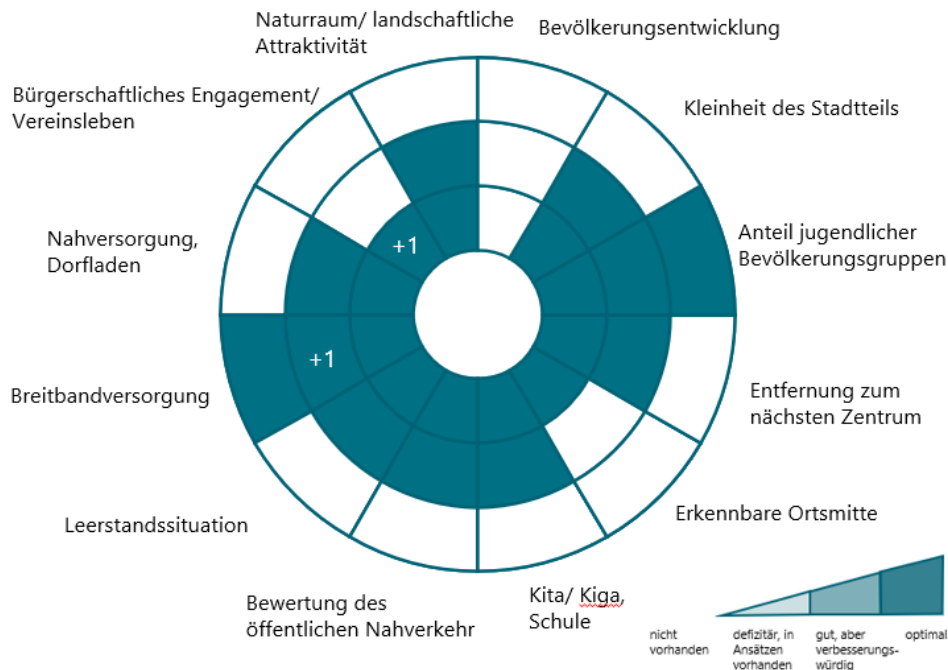 Naturraum/ landschaftliche
Attraktivität
Bevölkerungsentwicklung
Kleinheit des Stadtteils
Anteil jugendlicher
Bevölkerungsgruppen
Entfernung zum
nächsten Zentrum
Erkennbare Ortsmitte
Kita/ Kiga,
Schule
Bewertung des
öffentlichen Nahverkehr
Leerstandssituation
Breitbandversorgung
Nahversorgung,
Dorfladen
Bürgerschaftliches Engagement/
Vereinsleben
+1
+1
nicht
vorhanden
defizitär, in
Ansätzen
vorhanden
gut, aber
verbesserungs-
würdig
optimal